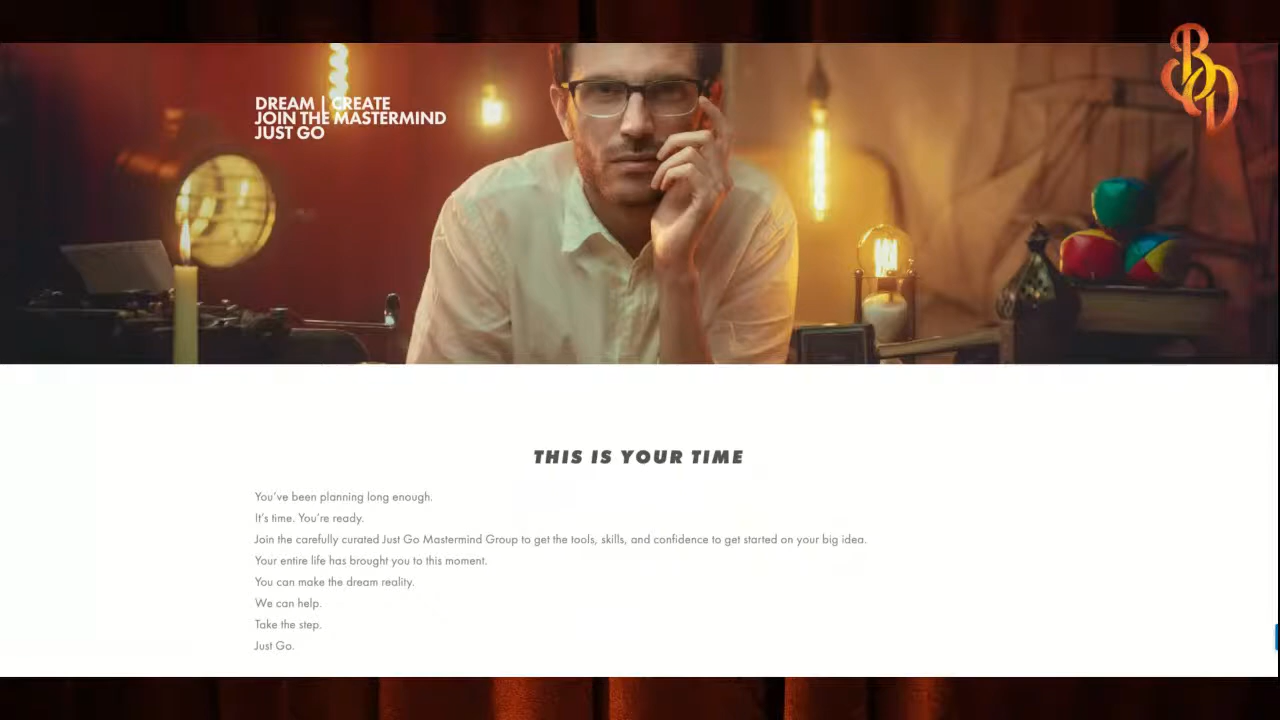 DREAM | CREATE
JOIN THE MASTERMIND
JUST GO
THIS IS YOUR TIME
You've been planning long enough.
It's time. You're ready.
Join the carefully curated Just Go Mastermind Group to get the tools, skills, and confidence to get started on your big idea.
Your entire life has brought you to this moment.
You can make the dream reality.
We can help.
Take the step.
Just Go.